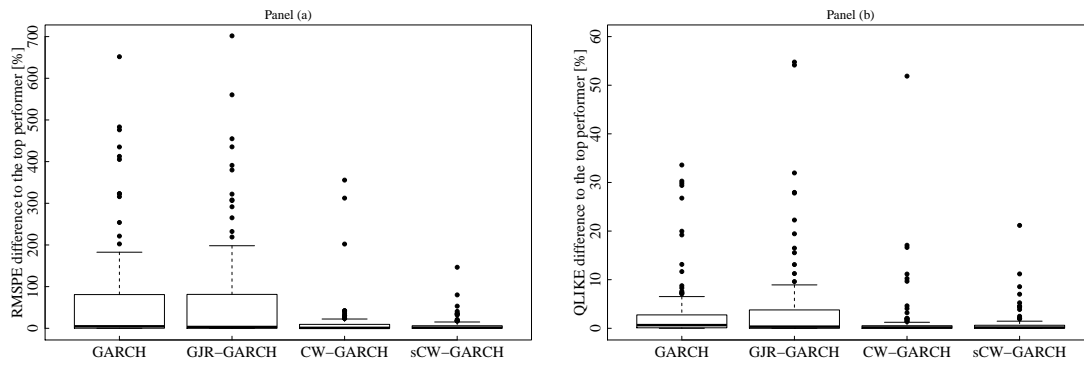 Panel (a)
RMSPE difference to the top performer [%]
700
600
500
400
300
200
100
0
GARCH GJR−GARCH CW−GARCH sCW−GARCH
Panel (b)
QLIKE difference to the top performer [%]
60
50
40
30
20
10
0
GARCH GJR−GARCH CW−GARCH sCW−GARCH